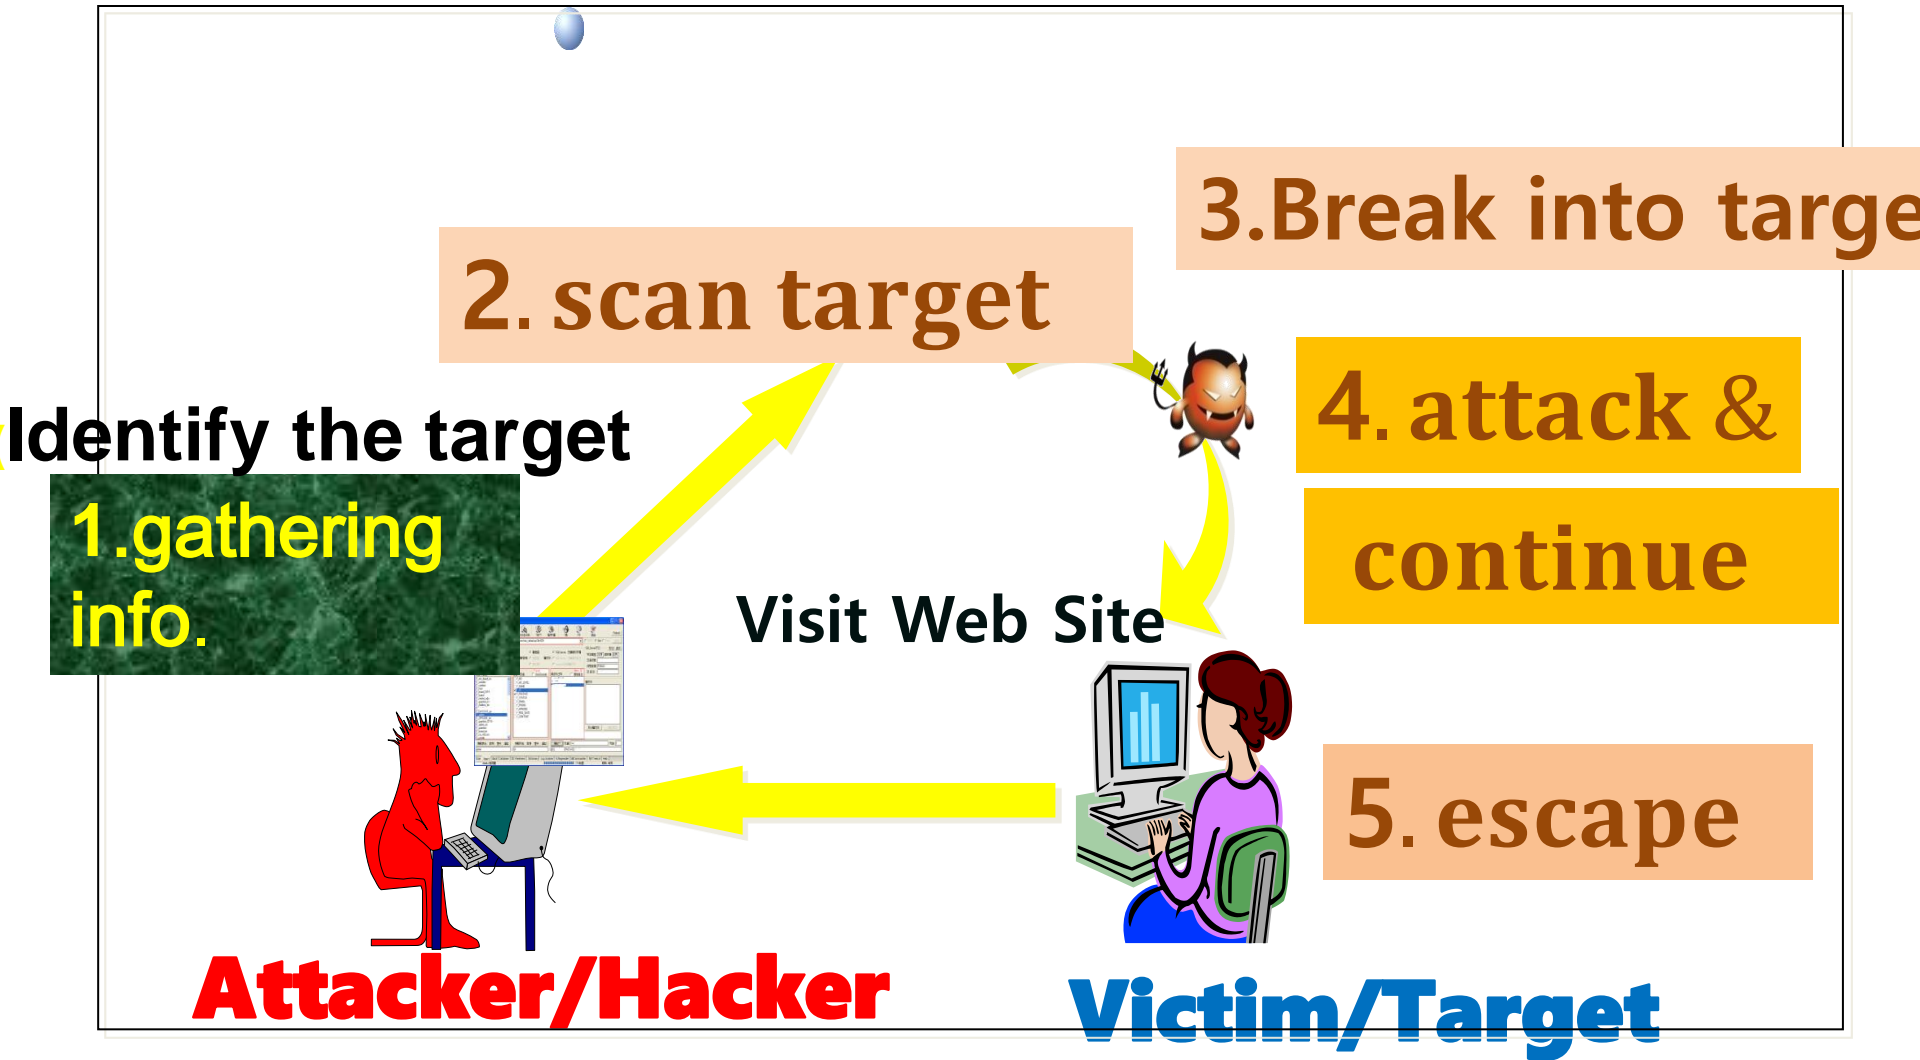 3.Break into targe
2. scan target
Identify the target
4. attack &
continue
1.gathering
info.
Visit Web Site
5. escape
Attacker/Hacker
Victim/Target